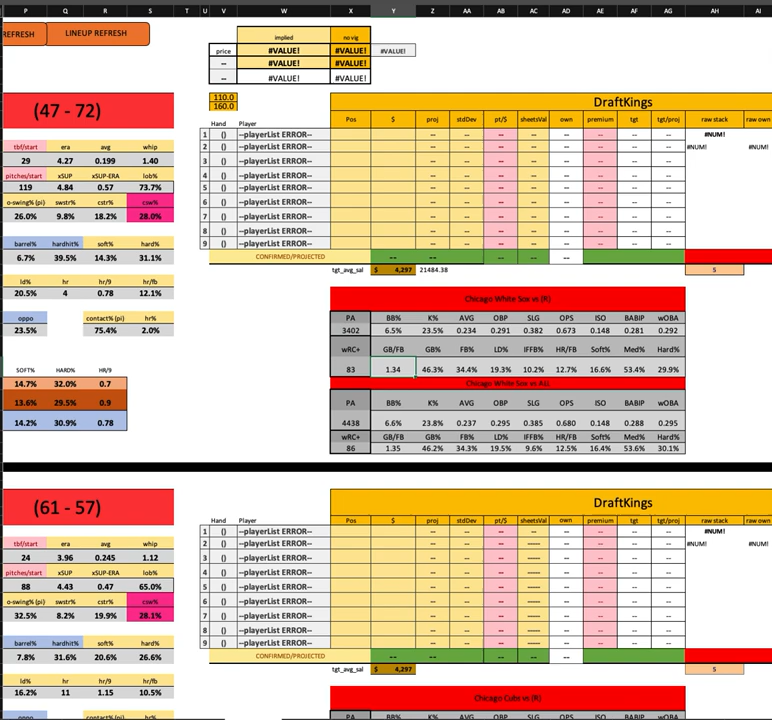 P Q R S T U V W X Y Z AA AB AC AD AE AF AG AH AI
REFRESH LINEUP REFRESH
implied no vig
price #VALUE! #VALUE! #VALUE!
-- #VALUE! #VALUE!
-- #VALUE! #VALUE!
(47 - 72)
110.0
160.0
DraftKings
Hand Player Pos $ proj stdDev pt/$ sheetsVal own premium tgt tgt/proj raw stack raw own
1 () --playerList ERROR-- -- -- -- -- -- -- -- -- #NUM!
2 () --playerList ERROR-- -- -- -- -- -- -- -- -- #NUM! #NUM!
3 () --playerList ERROR-- -- -- -- -- -- -- -- --
4 () --playerList ERROR-- -- -- -- -- -- -- -- --
5 () --playerList ERROR-- -- -- -- -- -- -- -- --
6 () --playerList ERROR-- -- -- -- -- -- -- -- --
7 () --playerList ERROR-- -- -- -- -- -- -- -- --
8 () --playerList ERROR-- -- -- -- -- -- -- -- --
9 () --playerList ERROR-- -- -- -- -- -- -- -- --
CONFIRMED/PROJECTED -- -- --
tgt_avg_sal $ 4,297 21484.38 5
tbf/start era avg whip
29 4.27 0.199 1.40
pitches/start xSUP xSUP-ERA lob%
119 4.84 0.57 73.7%
o-swing% (pi) swstr% cstr% csw%
26.0% 9.8% 18.2% 28.0%
barrel% hardhit% soft% hard%
6.7% 39.5% 14.3% 31.1%
ld% hr hr/9 hr/fb
20.5% 4 0.78 12.1%
oppo contact% (pi) hr%
23.5% 75.4% 2.0%
SOFT% HARD% HR/9
14.7% 32.0% 0.7
13.6% 29.5% 0.9
14.2% 30.9% 0.78
Chicago White Sox vs (R)
PA BB% K% AVG OBP SLG OPS ISO BABIP wOBA
3402 6.5% 23.5% 0.234 0.291 0.382 0.673 0.148 0.281 0.292
wRC+ GB/FB GB% FB% LD% IFFB% HR/FB Soft% Med% Hard%
83 1.34 46.3% 34.4% 19.3% 10.2% 12.7% 16.6% 53.4% 29.9%
Chicago White Sox vs ALL
PA BB% K% AVG OBP SLG OPS ISO BABIP wOBA
4438 6.6% 23.8% 0.237 0.295 0.385 0.680 0.148 0.288 0.295
wRC+ GB/FB GB% FB% LD% IFFB% HR/FB Soft% Med% Hard%
86 1.35 46.2% 34.3% 19.5% 9.6% 12.5% 16.4% 53.6% 30.1%
(61 - 57)
DraftKings
Hand Player Pos $ proj stdDev pt/$ sheetsVal own premium tgt tgt/proj raw stack raw own
1 () --playerList ERROR-- -- -- -- ----- -- -- -- -- #NUM!
2 () --playerList ERROR-- -- -- -- ----- -- -- -- -- #NUM! #NUM!
3 () --playerList ERROR-- -- -- -- ----- -- -- -- --
4 () --playerList ERROR-- -- -- -- ----- -- -- -- --
5 () --playerList ERROR-- -- -- -- ----- -- -- -- --
6 () --playerList ERROR-- -- -- -- ----- -- -- -- --
7 () --playerList ERROR-- -- -- -- ----- -- -- -- --
8 () --playerList ERROR-- -- -- -- ----- -- -- -- --
9 () --playerList ERROR-- -- -- -- ----- -- -- -- --
CONFIRMED/PROJECTED -- -- --
tgt_avg_sal $ 4,297 5
tbf/start era avg whip
24 3.96 0.245 1.12
pitches/start xSUP xSUP-ERA lob%
88 4.43 0.47 65.0%
o-swing% (pi) swstr% cstr% csw%
32.5% 8.2% 19.9% 28.1%
barrel% hardhit% soft% hard%
7.8% 31.6% 20.6% 26.6%
ld% hr hr/9 hr/fb
16.2% 11 1.15 10.5%
oppo contact% (pi) hr%
Chicago Cubs vs (R)
PA BB% K% AVG OBP SLG OPS ISO BABIP wOBA